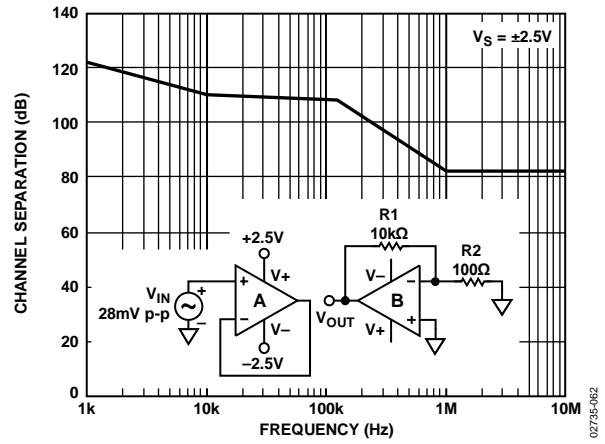 140
120
100
80
60
40
20
0
CHANNEL SEPARATION (dB)
VS = ±2.5V
R1
10kΩ
R2
100Ω
+2.5V
V+
V–
VIN
28mV p-p
+
–
+
–
A
V–
–2.5V
VOUT
B
–
+
V+
1k
10k
100k
1M
10M
FREQUENCY (Hz)
02735-062